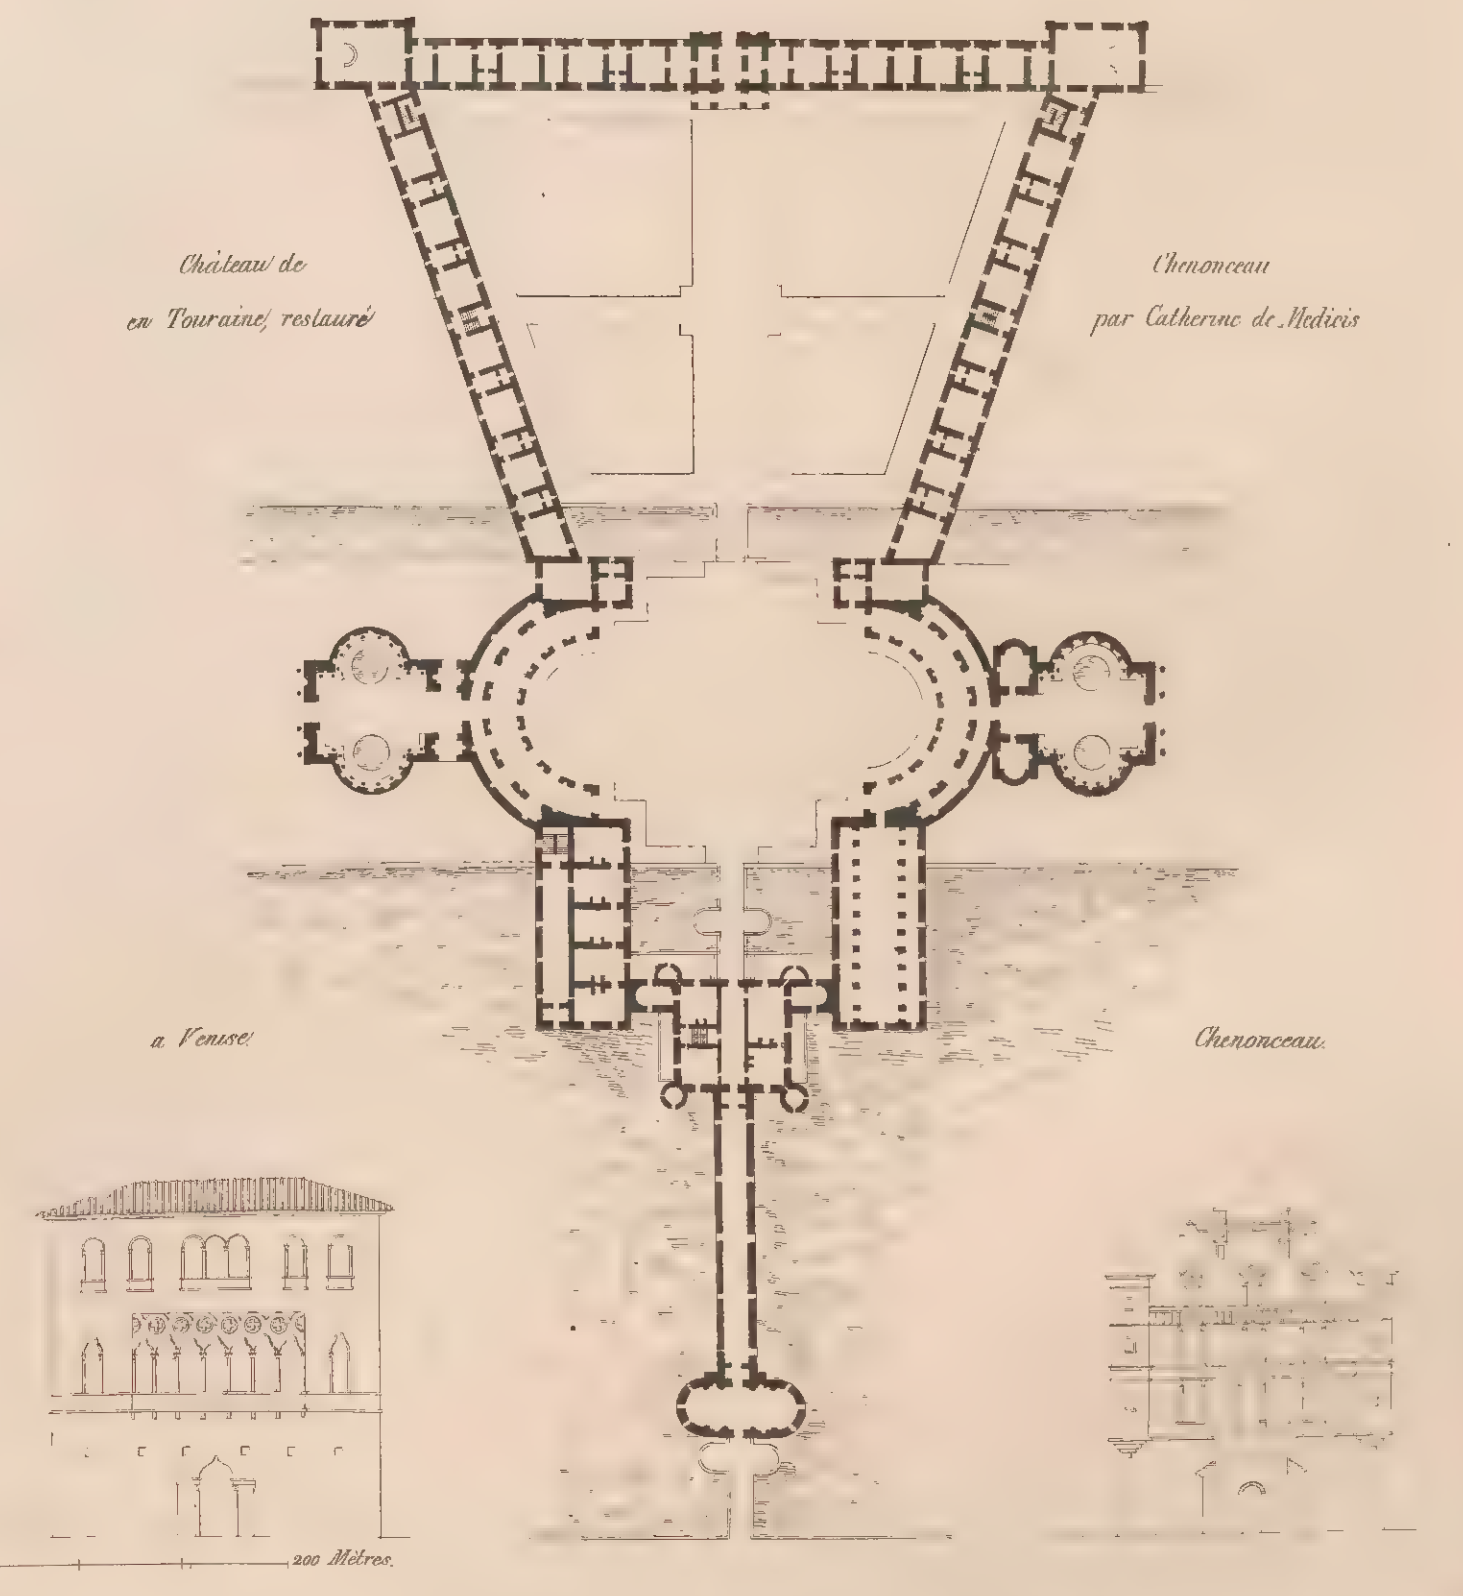 Château de Chenonceau
en Touraine, restauré par Catherine de Medicis
a Venise
Chenonceau.
200 Mètres.